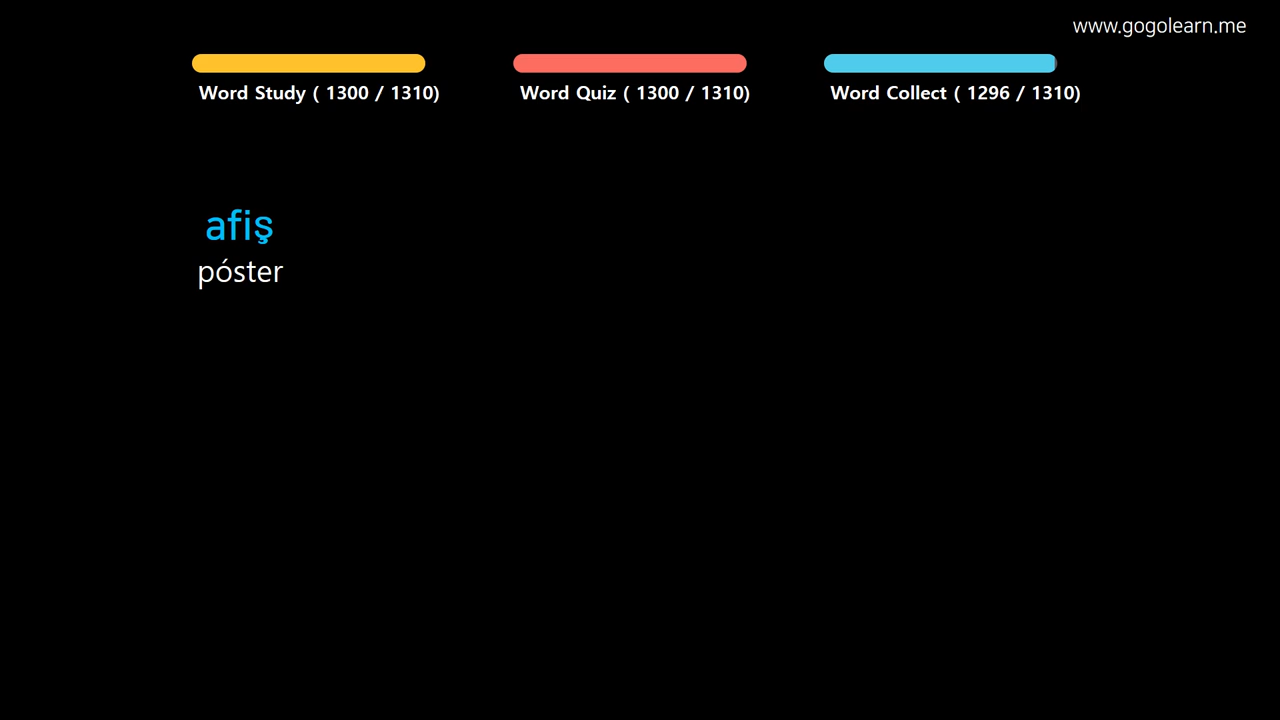 www.gogolearn.me
Word Study ( 1300 / 1310)
Word Quiz ( 1300 / 1310)
Word Collect ( 1296 / 1310)
afiş
póster